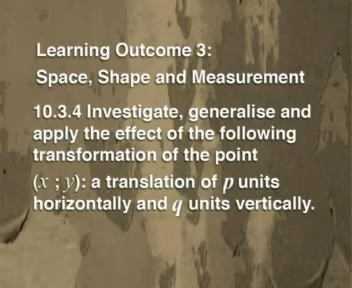 Learning Outcome 3:
Space, Shape and Measurement
10.3.4 Investigate, generalise and
apply the effect of the following
transformation of the point
(x ; y): a translation of p units
horizontally and q units vertically.